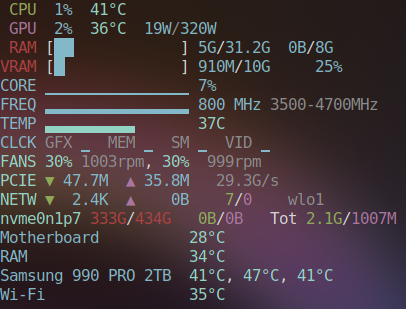 CPU 1% 41°C
GPU 2% 36°C 19W/320W
RAM [ ] 5G/31.2G 0B/8G
VRAM [ ] 910M/10G 25%
CORE 7%
FREQ 800 MHz 3500-4700MHz
TEMP 37C
CLCK GFX _ MEM _ SM _ VID _
FANS 30% 1003rpm, 30% 999rpm
PCIE ▼ 47.7M ▲ 35.8M 29.3G/s
NETW ▼ 2.4K ▲ 0B 7/0 wlo1
nvme0n1p7 333G/434G 0B/0B Tot 2.1G/1007M
Motherboard 28°C
RAM 34°C
Samsung 990 PRO 2TB 41°C, 47°C, 41°C
Wi-Fi 35°C